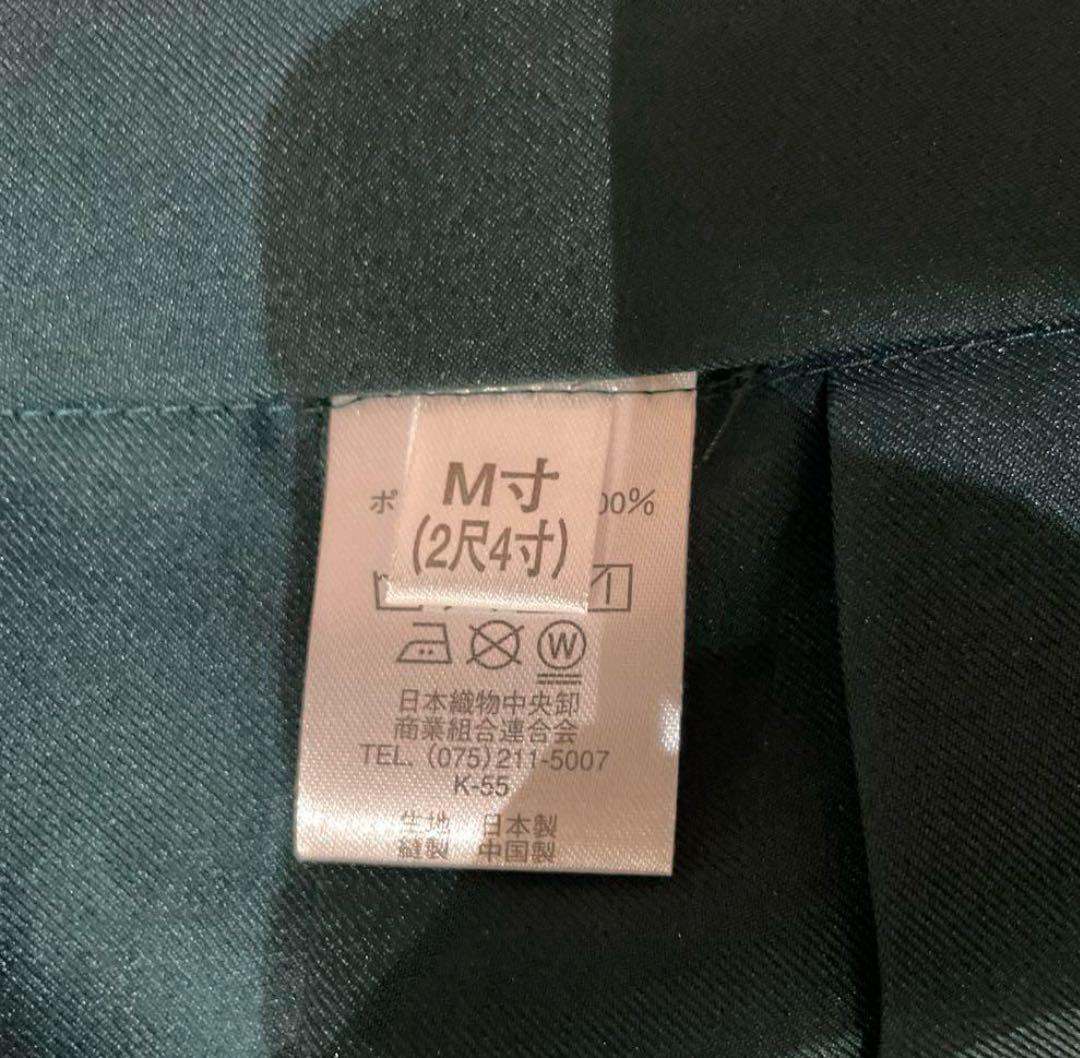 M寸
(2尺4寸)
ポ 00%
W
日本織物中央卸
商業組合連合会
TEL. (075)211-5007
K-55
生地 日本製
縫製 中国製